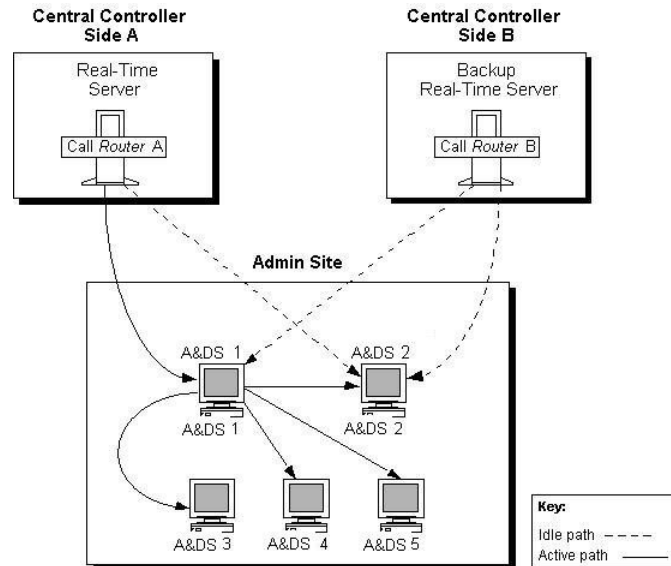 Central Controller
Side A
Central Controller
Side B
Real-Time
Server
Call Router A
Backup
Real-Time Server
Call Router B
Admin Site
A&DS 1
A&DS 2
A&DS 1
A&DS 2
A&DS 3
A&DS 4
A&DS 5
Key:
Idle path
Active path